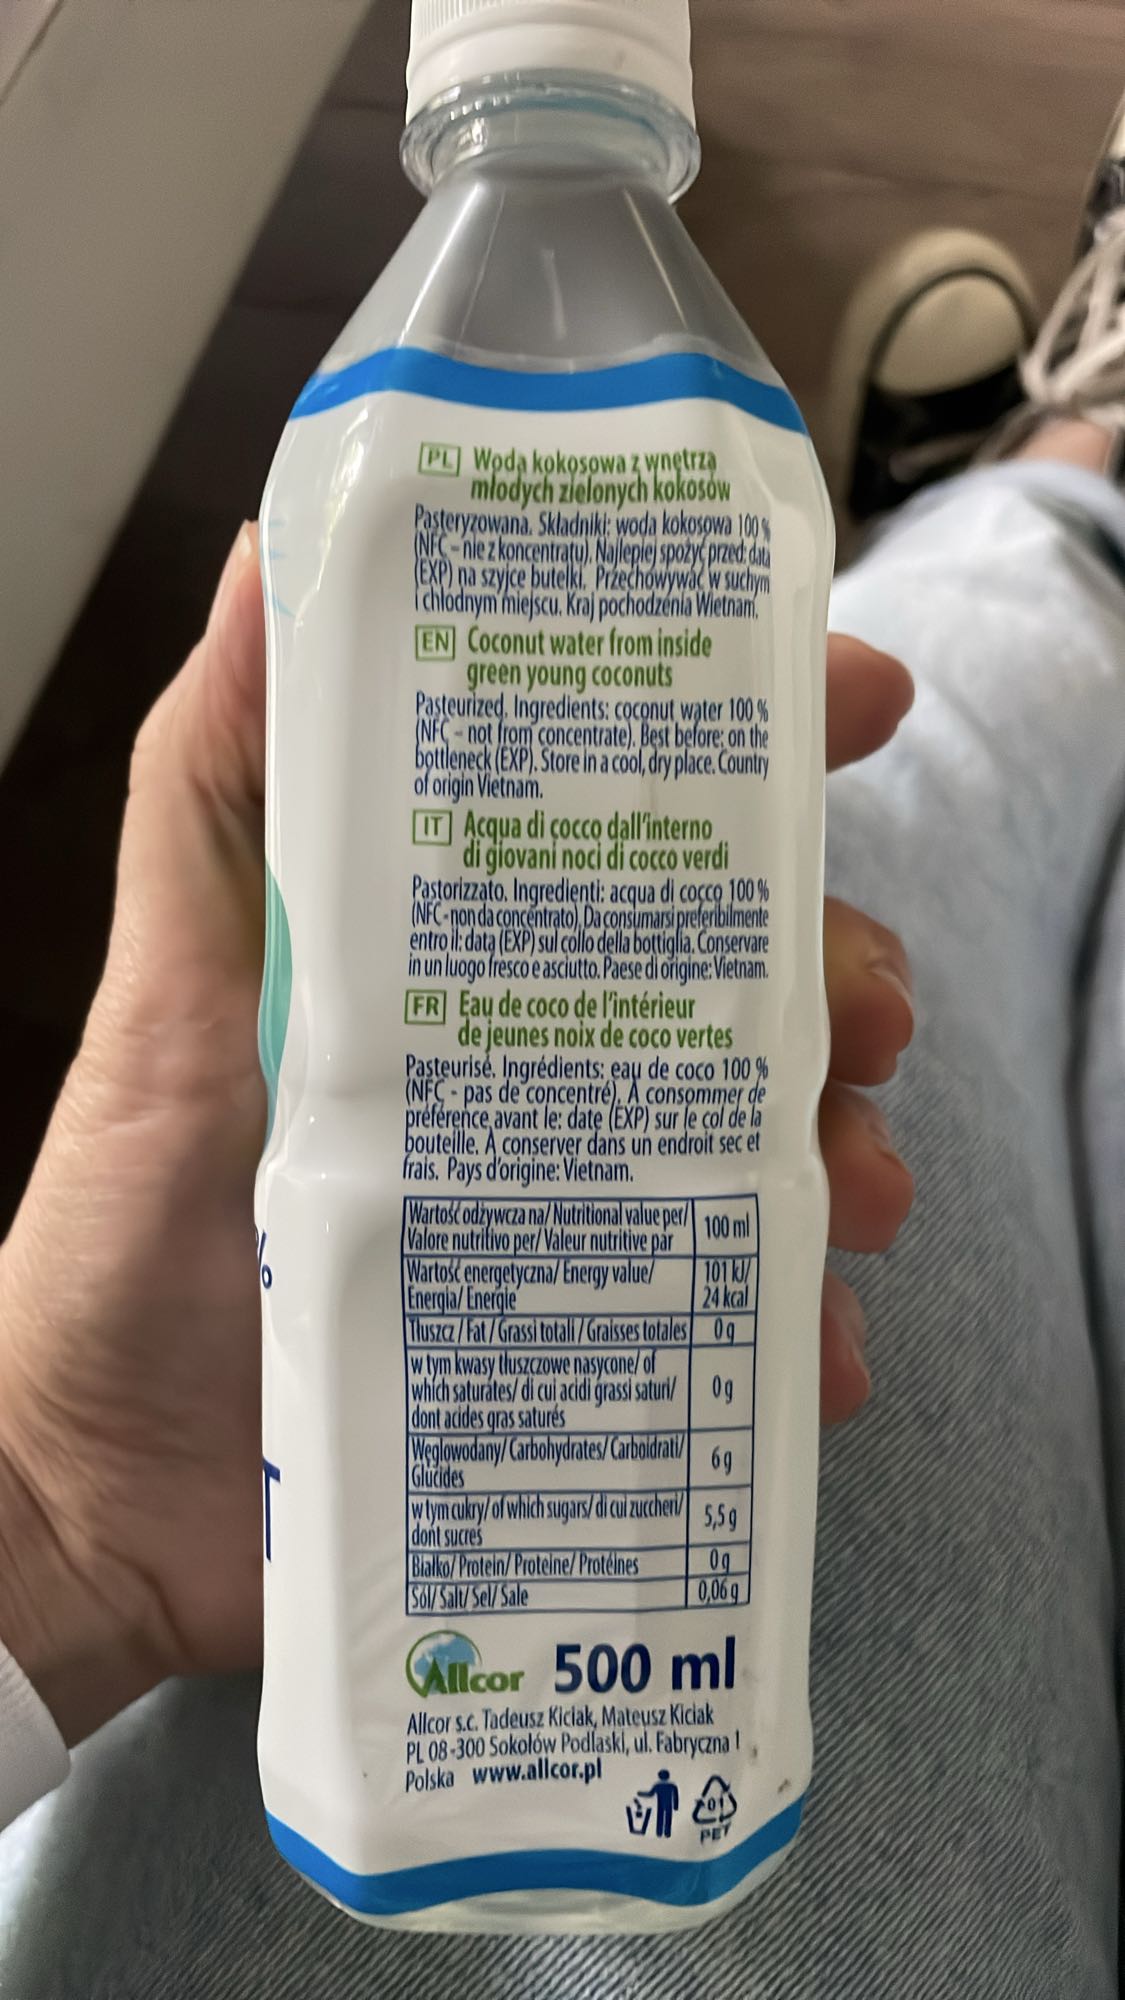 PL Woda kokosowa z wnętrza
młodych zielonych kokosów
Pasteryzowana. Składniki: woda kokosowa 100 %
(NFC – nie z koncentratu). Najlepiej spożyć przed: data
(EXP) na szyjce butelki. Przechowywać w suchym
i chłodnym miejscu. Kraj pochodzenia Wietnam.
EN Coconut water from inside
green young coconuts
Pasteurized. Ingredients: coconut water 100 %
(NFC – not from concentrate). Best before: on the
bottleneck (EXP). Store in a cool, dry place. Country
of origin Vietnam.
IT Acqua di cocco dall'interno
di giovani noci di cocco verdi
Pastorizzato. Ingredienti: acqua di cocco 100 %
(NFC - non da concentrato). Da consumarsi preferibilmente
entro il: data (EXP) sul collo della bottiglia. Conservare
in un luogo fresco e asciutto. Paese di origine: Vietnam.
FR Eau de coco de l'intérieur
de jeunes noix de coco vertes
Pasteurisé. Ingrédients: eau de coco 100 %
(NFC - pas de concentré). À consommer de
préférence avant le: date (EXP) sur le col de la
bouteille. À conserver dans un endroit sec et
frais. Pays d'origine: Vietnam.
Wartość odżywcza na/ Nutritional value per/
Valore nutritivo per/ Valeur nutritive par 100 ml
Wartość energetyczna/ Energy value/ 101 kJ/
Energia/ Énergie 24 kcal
Tłuszcz / Fat / Grassi totali / Graisses totales 0 g
w tym kwasy tłuszczowe nasycone/ of
which saturates/ di cui acidi grassi saturi/ 0 g
dont acides gras saturés
Węglowodany/ Carbohydrates/ Carboidrati/ 6 g
Glucides
w tym cukry/ of which sugars/ di cui zuccheri/ 5,5 g
dont sucres
Białko/ Protein/ Proteine/ Protéines 0 g
Sól/ Salt/ Sel/ Sale 0,06 g
Allcor 500 ml
Allcor s.c. Tadeusz Kiciak, Mateusz Kiciak
PL 08-300 Sokołów Podlaski, ul. Fabryczna 1
Polska www.allcor.pl
01
PET
%
T